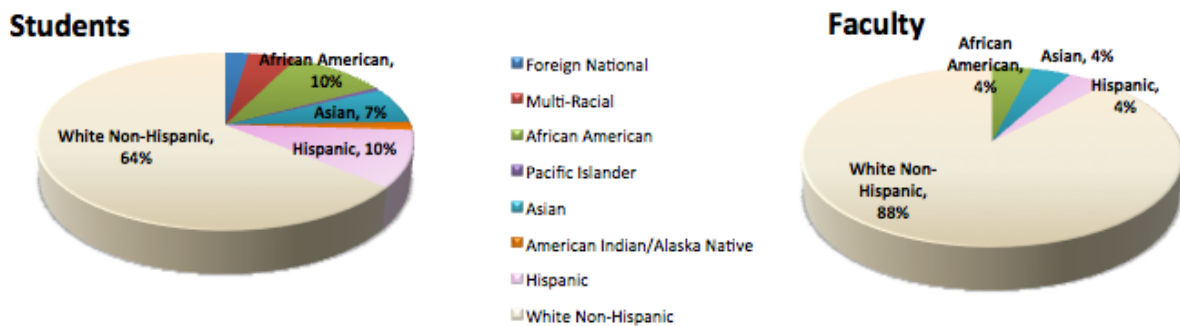 Students
African American,
10%
Asian, 7%
White Non-Hispanic,
64%
Hispanic, 10%
Foreign National
Multi-Racial
African American
Pacific Islander
Asian
American Indian/Alaska Native
Hispanic
White Non-Hispanic
Faculty
African
American,
4%
Asian, 4%
Hispanic,
4%
White Non-
Hispanic,
88%